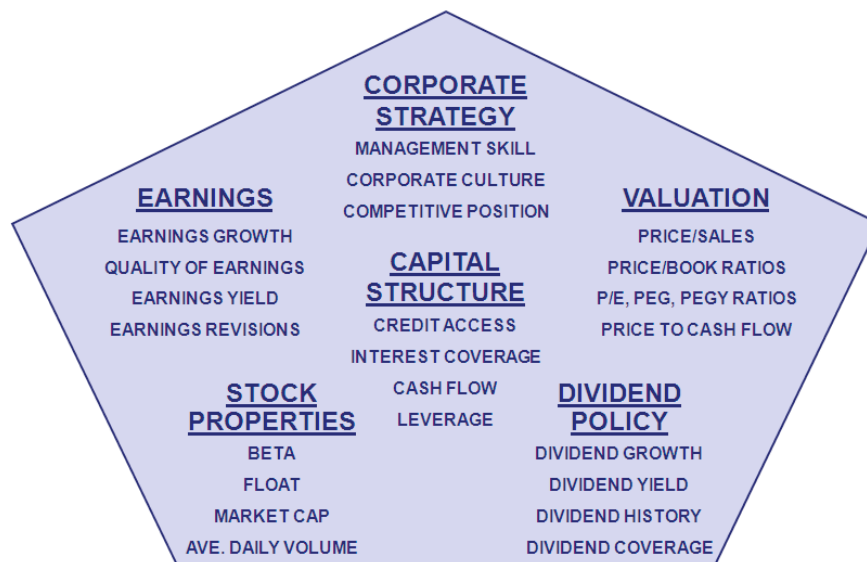 CORPORATE
STRATEGY
MANAGEMENT SKILL
CORPORATE CULTURE
COMPETITIVE POSITION
EARNINGS
EARNINGS GROWTH
QUALITY OF EARNINGS
EARNINGS YIELD
EARNINGS REVISIONS
CAPITAL
STRUCTURE
CREDIT ACCESS
INTEREST COVERAGE
CASH FLOW
LEVERAGE
VALUATION
PRICE/SALES
PRICE/BOOK RATIOS
P/E, PEG, PEGY RATIOS
PRICE TO CASH FLOW
STOCK
PROPERTIES
BETA
FLOAT
MARKET CAP
AVE. DAILY VOLUME
DIVIDEND
POLICY
DIVIDEND GROWTH
DIVIDEND YIELD
DIVIDEND HISTORY
DIVIDEND COVERAGE